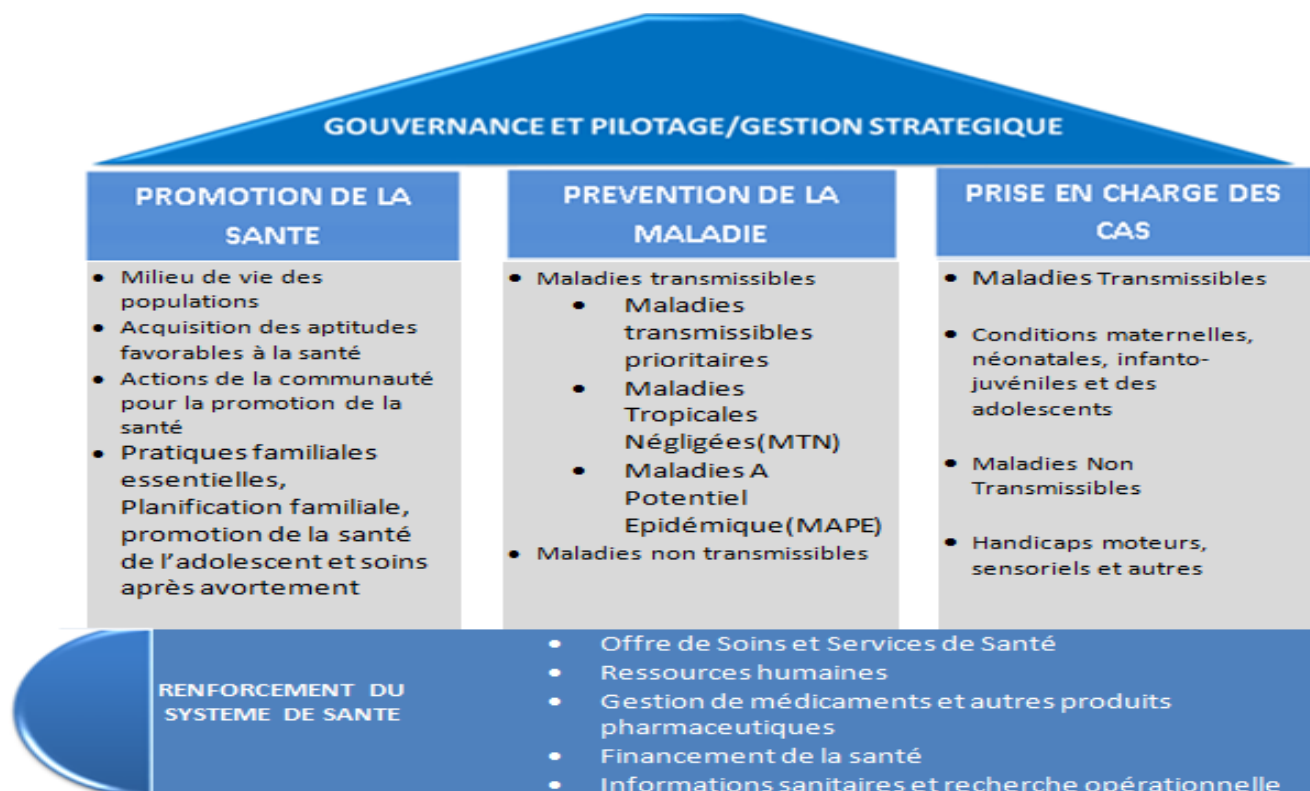 GOUVERNANCE ET PILOTAGE/GESTION STRATEGIQUE
PROMOTION DE LA
SANTE
• Milieu de vie des
populations
• Acquisition des aptitudes
favorables à la santé
• Actions de la communauté
pour la promotion de la
santé
• Pratiques familiales
essentielles,
Planification familiale,
promotion de la santé
de l’adolescent et soins
après avortement
PREVENTION DE LA
MALADIE
• Maladies transmissibles
• Maladies
transmissibles
prioritaires
• Maladies
Tropicales
Négligées(MTN)
• Maladies A
Potentiel
Epidémique(MAPE)
• Maladies non transmissibles
PRISE EN CHARGE DES
CAS
• Maladies Transmissibles
• Conditions maternelles,
néonatales, infanto-
juvéniles et des
adolescents
• Maladies Non
Transmissibles
• Handicaps moteurs,
sensoriels et autres
RENFORCEMENT DU
SYSTEME DE SANTE
• Offre de Soins et Services de Santé
• Ressources humaines
• Gestion de médicaments et autres produits
pharmaceutiques
• Financement de la santé
• Informations sanitaires et recherche opérationnelle